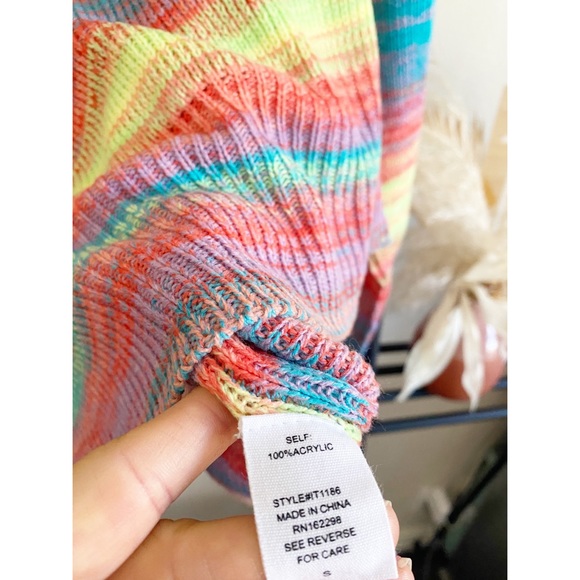 SELF:
100%ACRYLIC
STYLE#IT1186
MADE IN CHINA
RN162298
SEE REVERSE
FOR CARE
S